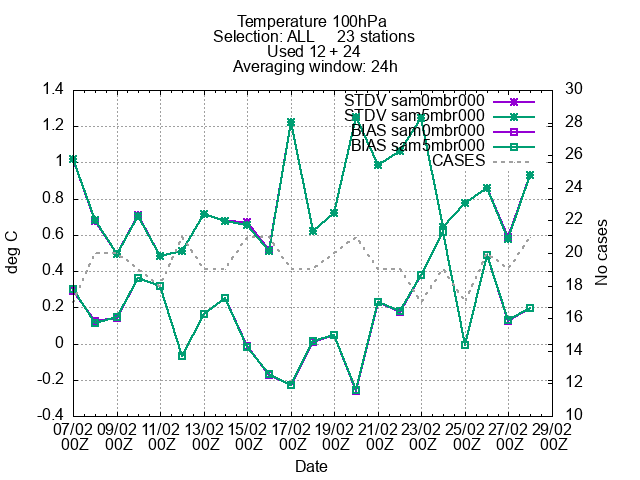 Temperature 100hPa
Selection: ALL 23 stations
Used 12 + 24
Averaging window: 24h
1.4
1.2
1
0.8
0.6
0.4
0.2
0
-0.2
-0.4
deg C
STDV sam0mbr000
STDV sam5mbr000
BIAS sam0mbr000
BIAS sam5mbr000
CASES
30
28
26
24
22
20
18
16
14
12
10
No cases
07/02 09/02 11/02 13/02 15/02 17/02 19/02 21/02 23/02 25/02 27/02 29/02
00Z 00Z 00Z 00Z 00Z 00Z 00Z 00Z 00Z 00Z 00Z 00Z
Date